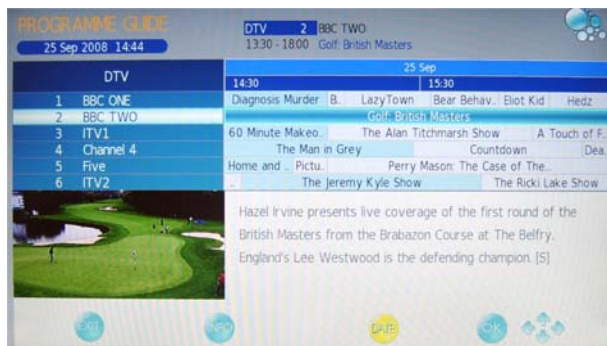 PROGRAMME GUIDE
25 Sep 2008 14:44
DTV 2 BBC TWO
13:30 - 18:00 Golf: British Masters
DTV
25 Sep
14:30 15:30
1 BBC ONE Diagnosis Murder B.. LazyTown Bear Behav.. Eliot Kid Hedz
2 BBC TWO Golf: British Masters
3 ITV1 60 Minute Makeo.. The Alan Titchmarsh Show A Touch of F..
4 Channel 4 The Man in Grey Countdown Dea..
5 Five Home and .. Pictu.. Perry Mason: The Case of The...
6 ITV2 .. The Jeremy Kyle Show The Ricki Lake Show
Hazel Irvine presents live coverage of the first round of the
British Masters from the Brabazon Course at The Belfry.
England's Lee Westwood is the defending champion. [S]
EXIT INFO DATE OK